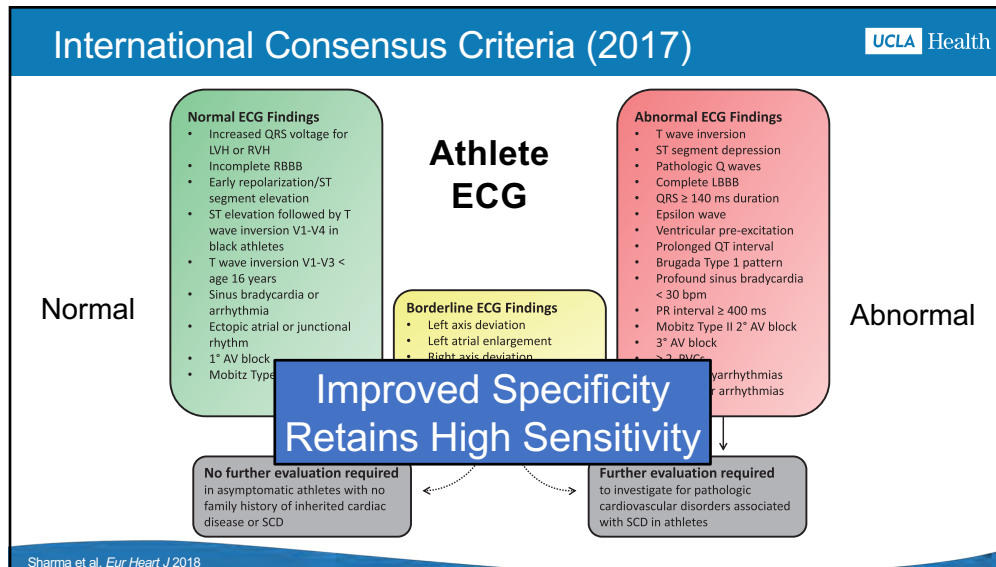 International Consensus Criteria (2017)
UCLA Health
Normal
Normal ECG Findings
• Increased QRS voltage for
LVH or RVH
• Incomplete RBBB
• Early repolarization/ST
segment elevation
• ST elevation followed by T
wave inversion V1-V4 in
black athletes
• T wave inversion V1-V3 <
age 16 years
• Sinus bradycardia or
arrhythmia
• Ectopic atrial or junctional
rhythm
• 1° AV block
• Mobitz Type
Athlete
ECG
Borderline ECG Findings
• Left axis deviation
• Left atrial enlargement
• Right axis deviation
Abnormal ECG Findings
• T wave inversion
• ST segment depression
• Pathologic Q waves
• Complete LBBB
• QRS ≥ 140 ms duration
• Epsilon wave
• Ventricular pre-excitation
• Prolonged QT interval
• Brugada Type 1 pattern
• Profound sinus bradycardia
< 30 bpm
• PR interval ≥ 400 ms
• Mobitz Type II 2° AV block
• 3° AV block
• ≥ 2 PVCs
arrhythmias
Abnormal
Improved Specificity
Retains High Sensitivity
No further evaluation required
in asymptomatic athletes with no
family history of inherited cardiac
disease or SCD
Further evaluation required
to investigate for pathologic
cardiovascular disorders associated
with SCD in athletes
Sharma et al. Eur Heart J 2018